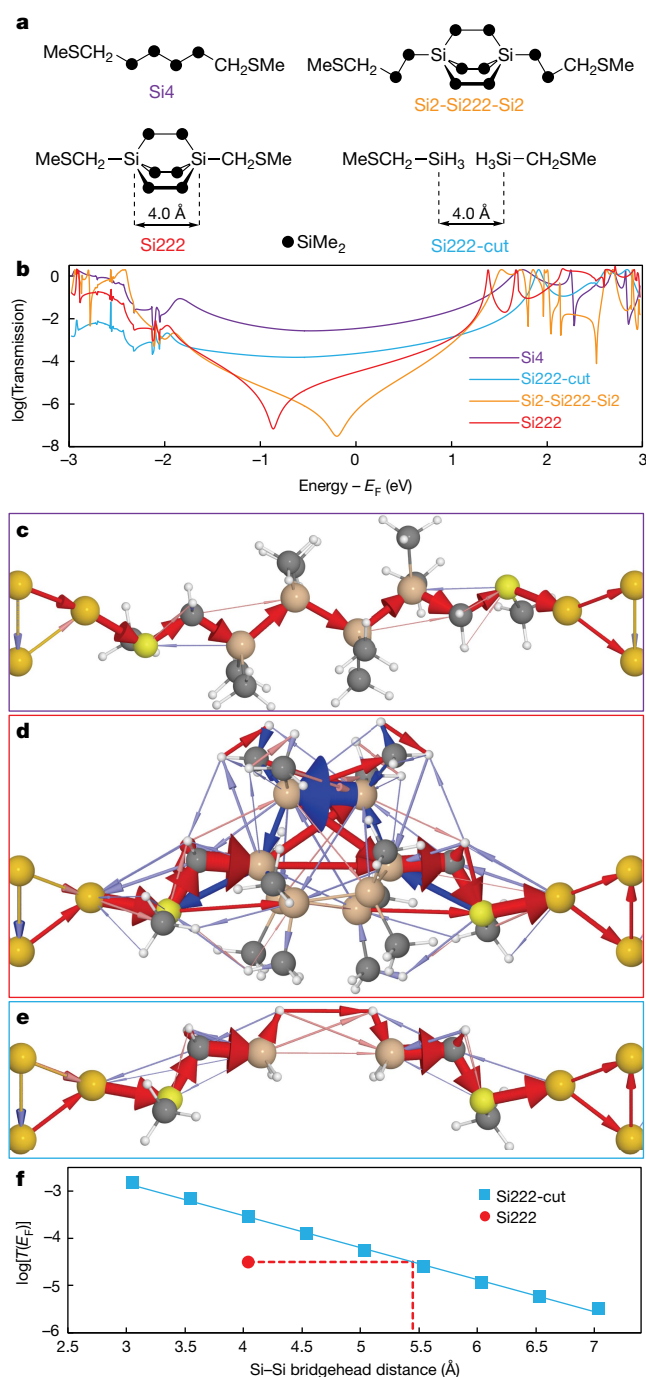 a
MeSCH2 CH2SMe
Si4
MeSCH2 Si Si CH2SMe
Si2-Si222-Si2
MeSCH2 Si Si CH2SMe
4.0 Å
Si222
SiMe2
MeSCH2 SiH3 H3Si CH2SMe
4.0 Å
Si222-cut
b
log(Transmission)
0
−2
−4
−6
−8
Si4
Si222-cut
Si2-Si222-Si2
Si222
−3 −2 −1 0 1 2 3
Energy – EF (eV)
c
d
e
f
log[T(EF)]
−3
−4
−5
−6
Si222-cut
Si222
2.5 3 3.5 4 4.5 5 5.5 6 6.5 7
Si–Si bridgehead distance (Å)